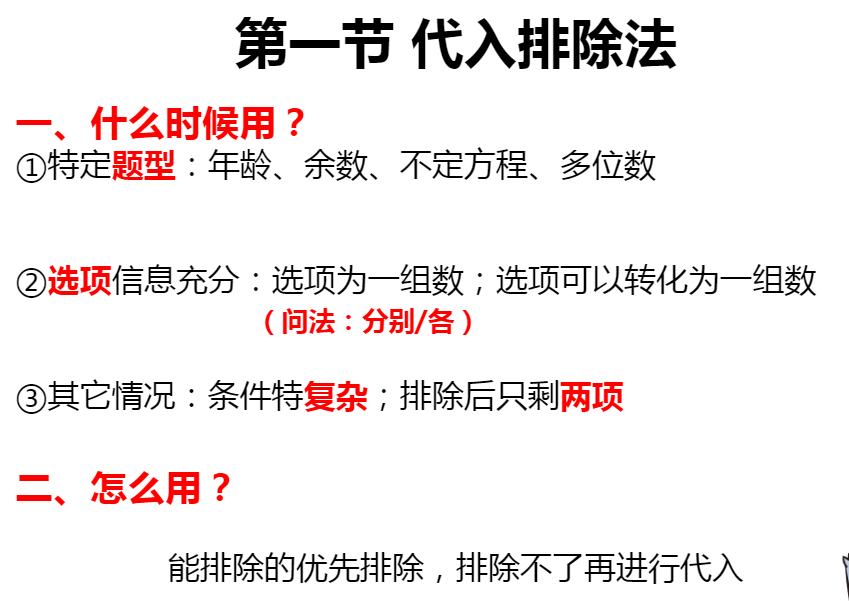 第一节 代入排除法
一、什么时候用？
①特定题型：年龄、余数、不定方程、多位数
②选项信息充分：选项为一组数；选项可以转化为一组数
（问法：分别/各）
③其它情况：条件特复杂；排除后只剩两项
二、怎么用？
能排除的优先排除，排除不了再进行代入